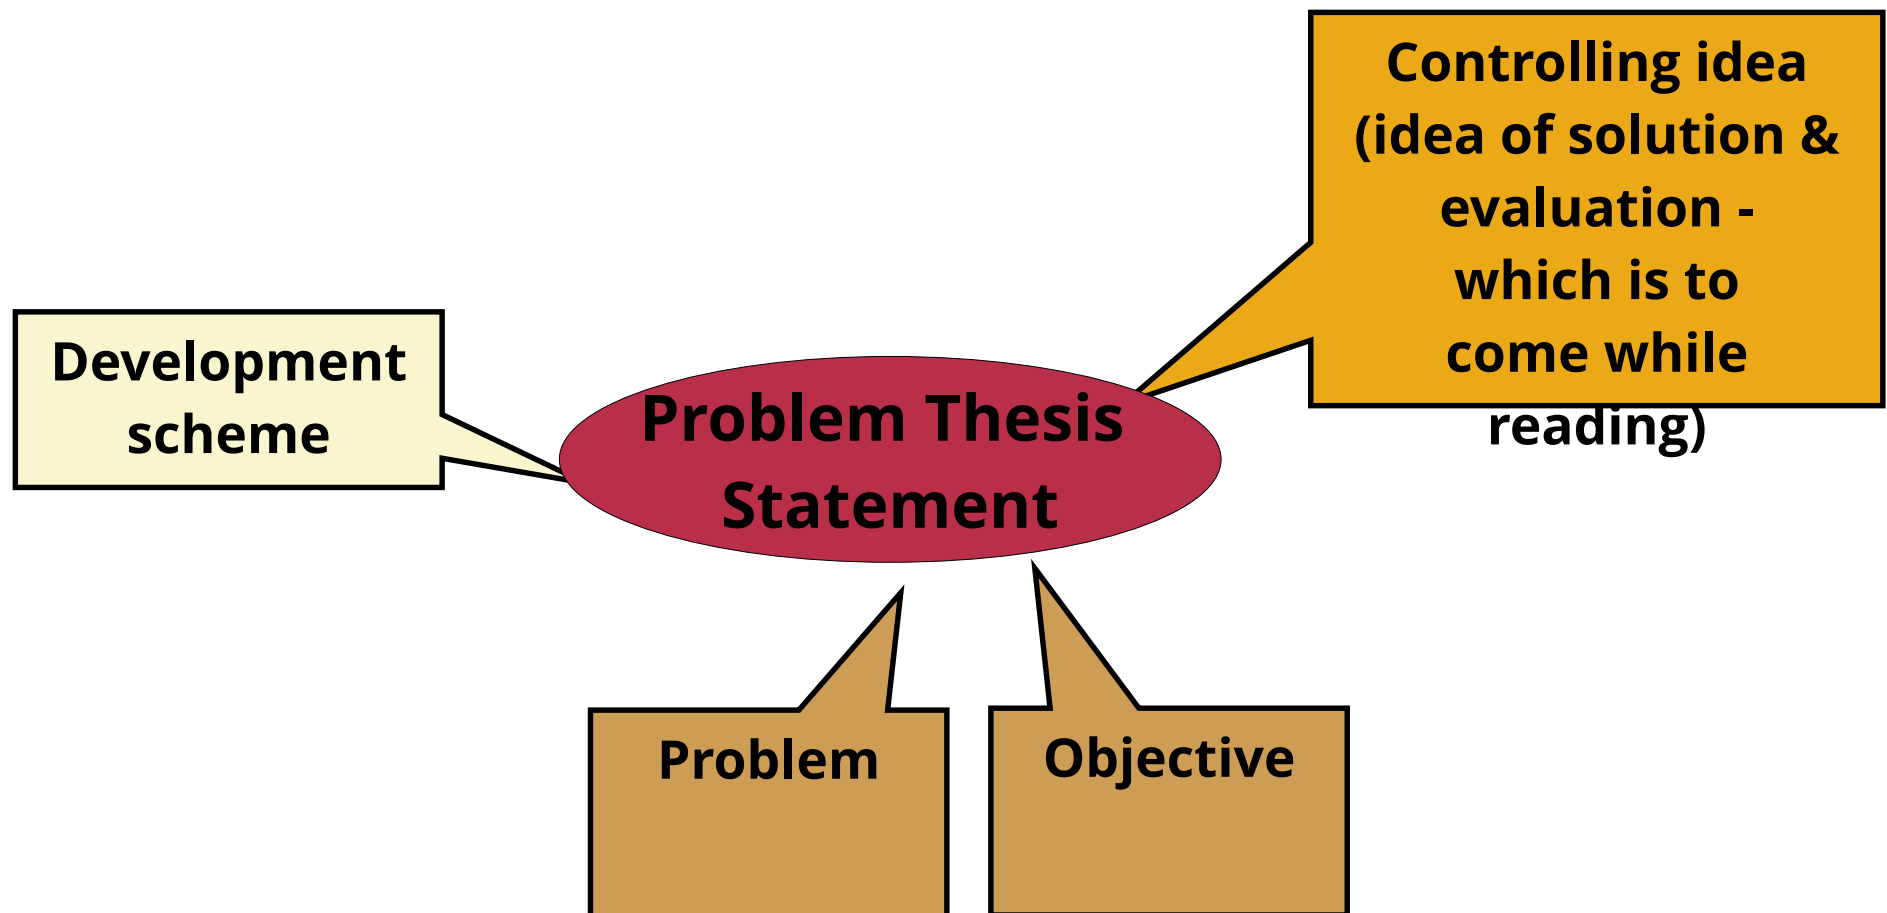 Controlling idea
(idea of solution &
evaluation -
which is to
come while
reading)
Development
scheme
Problem Thesis
Statement
Problem
Objective